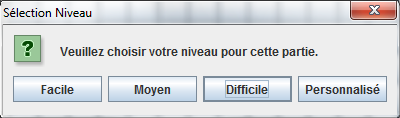 Sélection Niveau
? Veuillez choisir votre niveau pour cette partie.
Facile Moyen Difficile Personnalisé